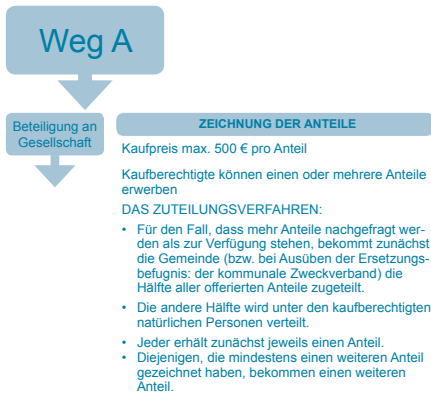 Weg A
Beteiligung an
Gesellschaft
ZEICHNUNG DER ANTEILE
Kaufpreis max. 500 € pro Anteil
Kaufberechtigte können einen oder mehrere Anteile
erwerben
DAS ZUTEILUNGSVERFAHREN:
• Für den Fall, dass mehr Anteile nachgefragt wer-
den als zur Verfügung stehen, bekommt zunächst
die Gemeinde (bzw. bei Ausüben der Ersetzungs-
befugnis: der kommunale Zweckverband) die
Hälfte aller offerierten Anteile zugeteilt.
• Die andere Hälfte wird unter den kaufberechtigten
natürlichen Personen verteilt.
• Jeder erhält zunächst jeweils einen Anteil.
• Diejenigen, die mindestens einen weiteren Anteil
gezeichnet haben, bekommen einen weiteren
Anteil.